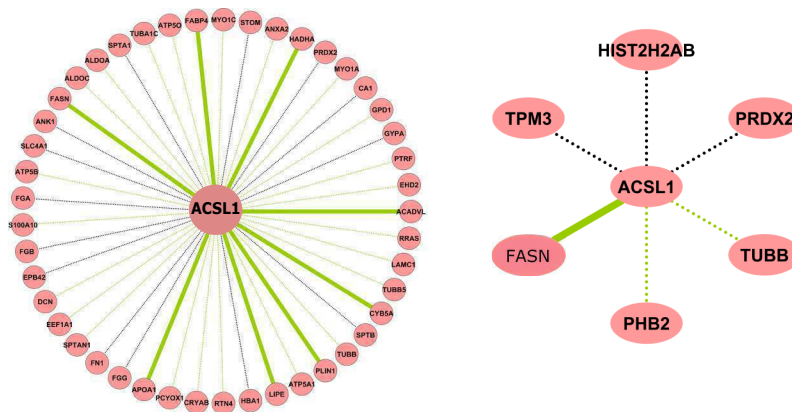 FABP4
MYO1C
STOM
ANXA2
HADHA
PRDX2
MYO1A
CA1
GPD1
GYPA
PTRF
EHD2
ACADVL
RRAS
LAMC1
TUBB5
CYB5A
SPTB
TUBB
PLIN1
ATP5A1
LIPE
HBA1
RTN4
CRYAB
PCYOX1
APOA1
FGG
FN1
SPTAN1
EEF1A1
DCN
EPB42
FGB
S100A10
FGA
ATP5B
SLC4A1
ANK1
FASN
ALDOC
ALDOA
SPTA1
TUBA1C
ATP5O
ACSL1
HIST2H2AB
TPM3
PRDX2
ACSL1
FASN
TUBB
PHB2